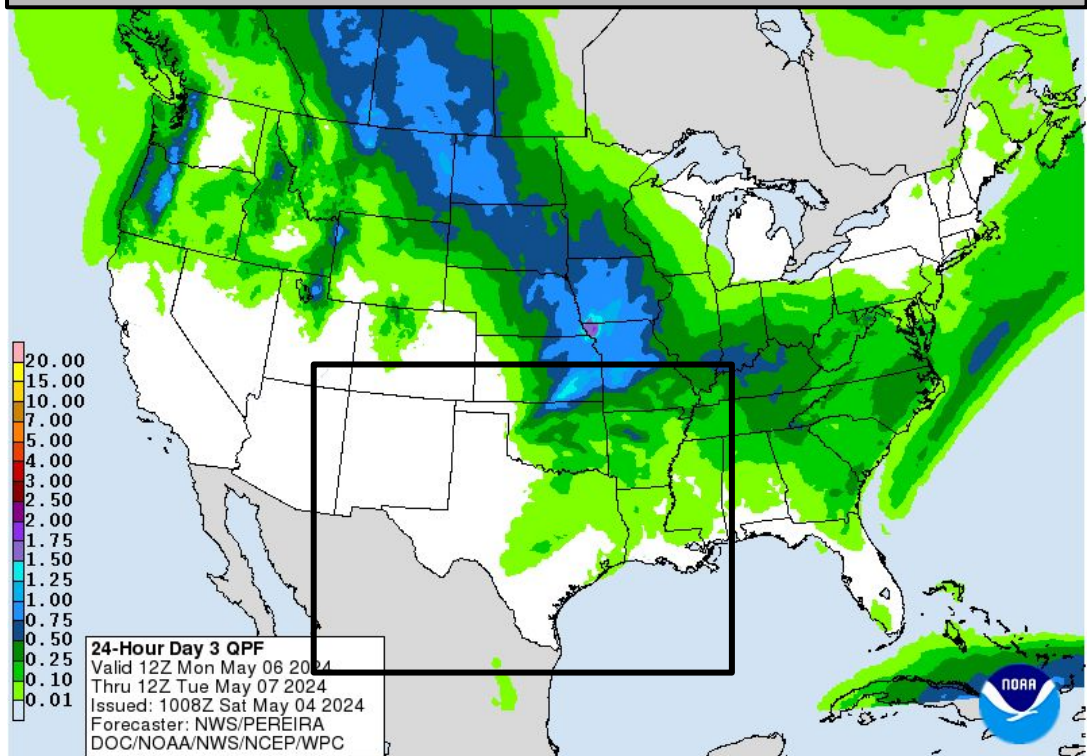 20.00
15.00
10.00
7.00
5.00
4.00
3.00
2.50
2.00
1.75
1.50
1.25
1.00
0.75
0.50
0.25
0.10
0.01
24-Hour Day 3 QPF
Valid 12Z Mon May 06 2024
Thru 12Z Tue May 07 2024
Issued: 1008Z Sat May 04 2024
Forecaster: NWS/PEREIRA
DOC/NOAA/NWS/NCEP/WPC
NOAA